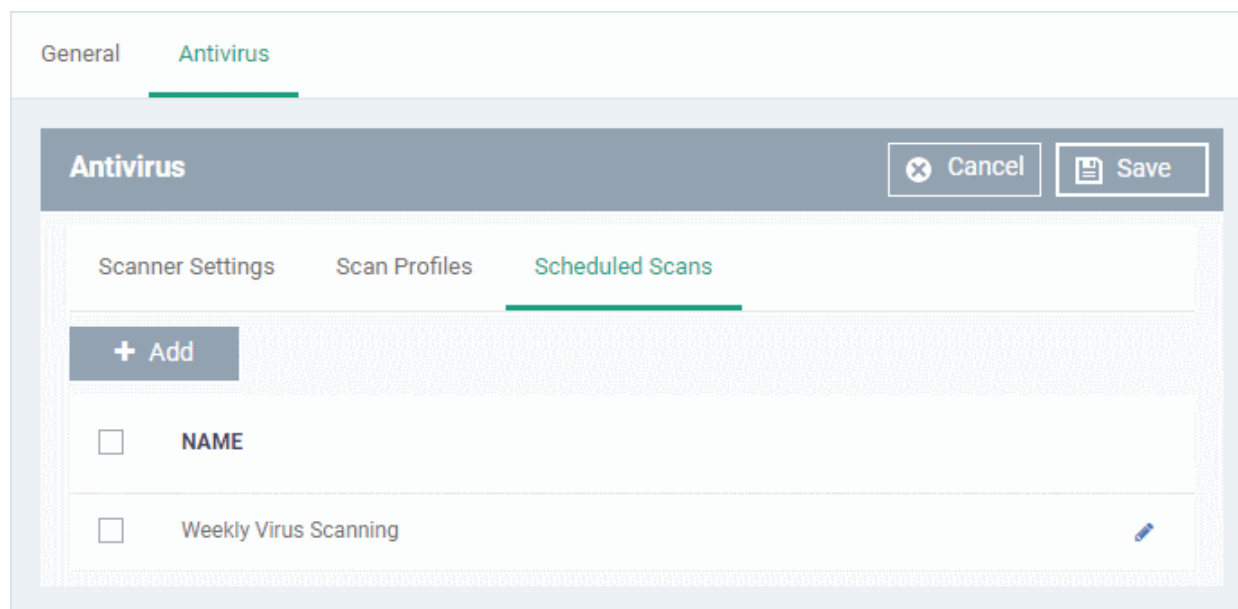 General Antivirus
Antivirus Cancel Save
Scanner Settings Scan Profiles Scheduled Scans
+ Add
NAME
Weekly Virus Scanning